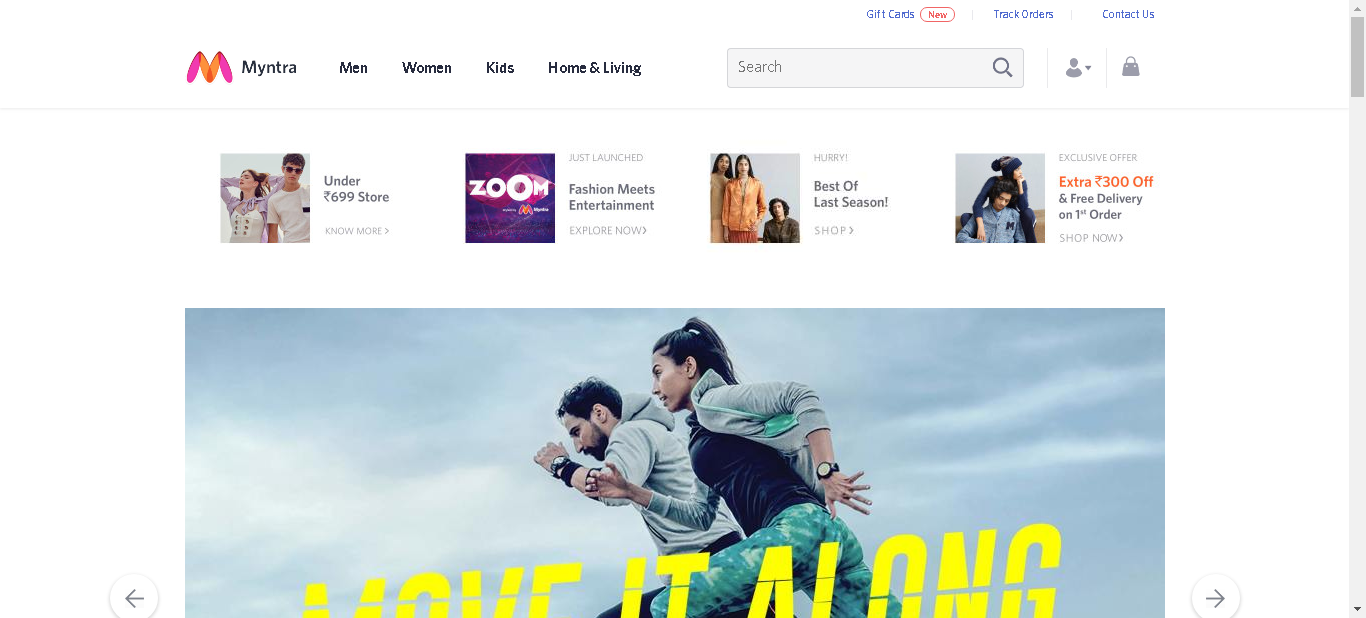 Gift Cards New Track Orders Contact Us
Myntra Men Women Kids Home & Living Search
Under
₹699 Store
KNOW MORE >
JUST LAUNCHED
ZOOM
Myntra
Fashion Meets
Entertainment
EXPLORE NOW>
HURRY!
Best Of
Last Season!
SHOP >
EXCLUSIVE OFFER
Extra ₹300 Off
& Free Delivery
on 1st Order
SHOP NOW>
MOVE IT ALONG